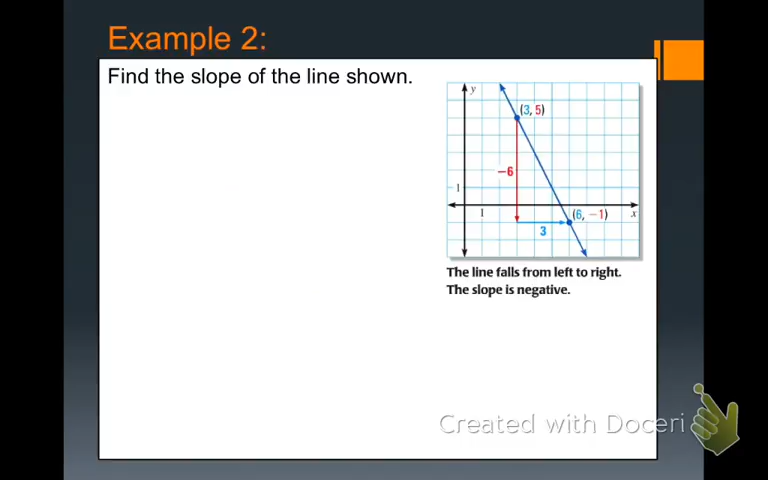 Example 2:
Find the slope of the line shown.
y
(3, 5)
−6
1
1
(6, −1)
x
3
The line falls from left to right.
The slope is negative.
Created with Doceri